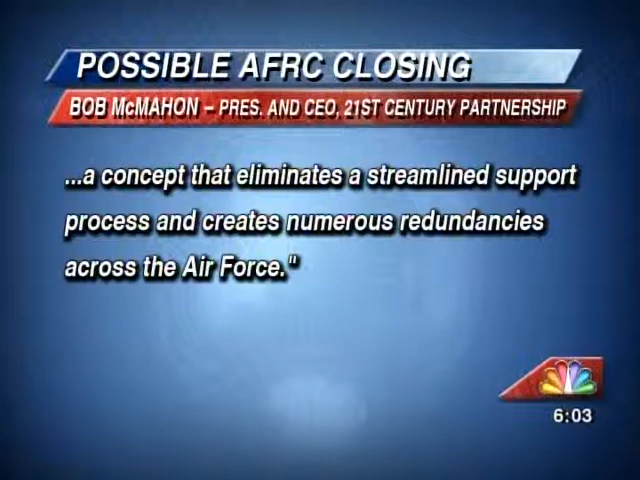 POSSIBLE AFRC CLOSING
BOB McMAHON – PRES. AND CEO, 21ST CENTURY PARTNERSHIP
...a concept that eliminates a streamlined support
process and creates numerous redundancies
across the Air Force."
6:03